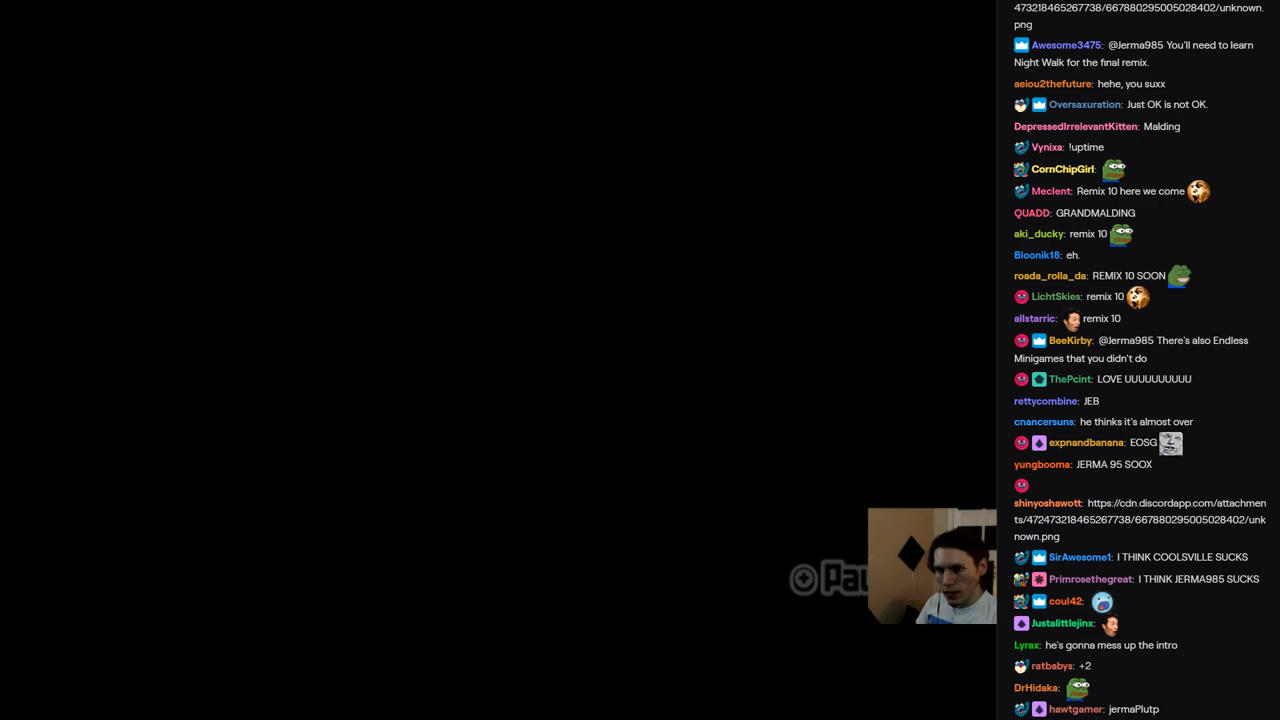 473218465267738/667880295005028402/unknown.
png
Awesome3475: @Jerma985 You'll need to learn
Night Walk for the final remix.
aeiou2thefuture: hehe, you suxx
Oversaxuration: Just OK is not OK.
DepressedIrrelevantKitten: Malding
Vynixa: !uptime
CornChipGirl:
Meclent: Remix 10 here we come
QUADD: GRANDMALDING
aki_ducky: remix 10
Bloonik18: eh.
roada_rolla_da: REMIX 10 SOON
LichtSkies: remix 10
allstarric: remix 10
BeeKirby: @Jerma985 There's also Endless
Minigames that you didn't do
ThePcint: LOVE UUUUUUUUUU
rettycombine: JEB
cnancersuns: he thinks it's almost over
expnandbanana: EOSG
yungbooma: JERMA 95 SOOX
shinyoshawott: https://cdn.discordapp.com/attachmen
ts/472473218465267738/667880295005028402/unk
nown.png
SirAwesome1: I THINK COOLSVILLE SUCKS
Primrosethegreat: I THINK JERMA985 SUCKS
coul42:
Justalittlejinx:
Lyrax: he's gonna mess up the intro
ratbabys: +2
DrHidaka:
hawtgamer: jermaPlutp